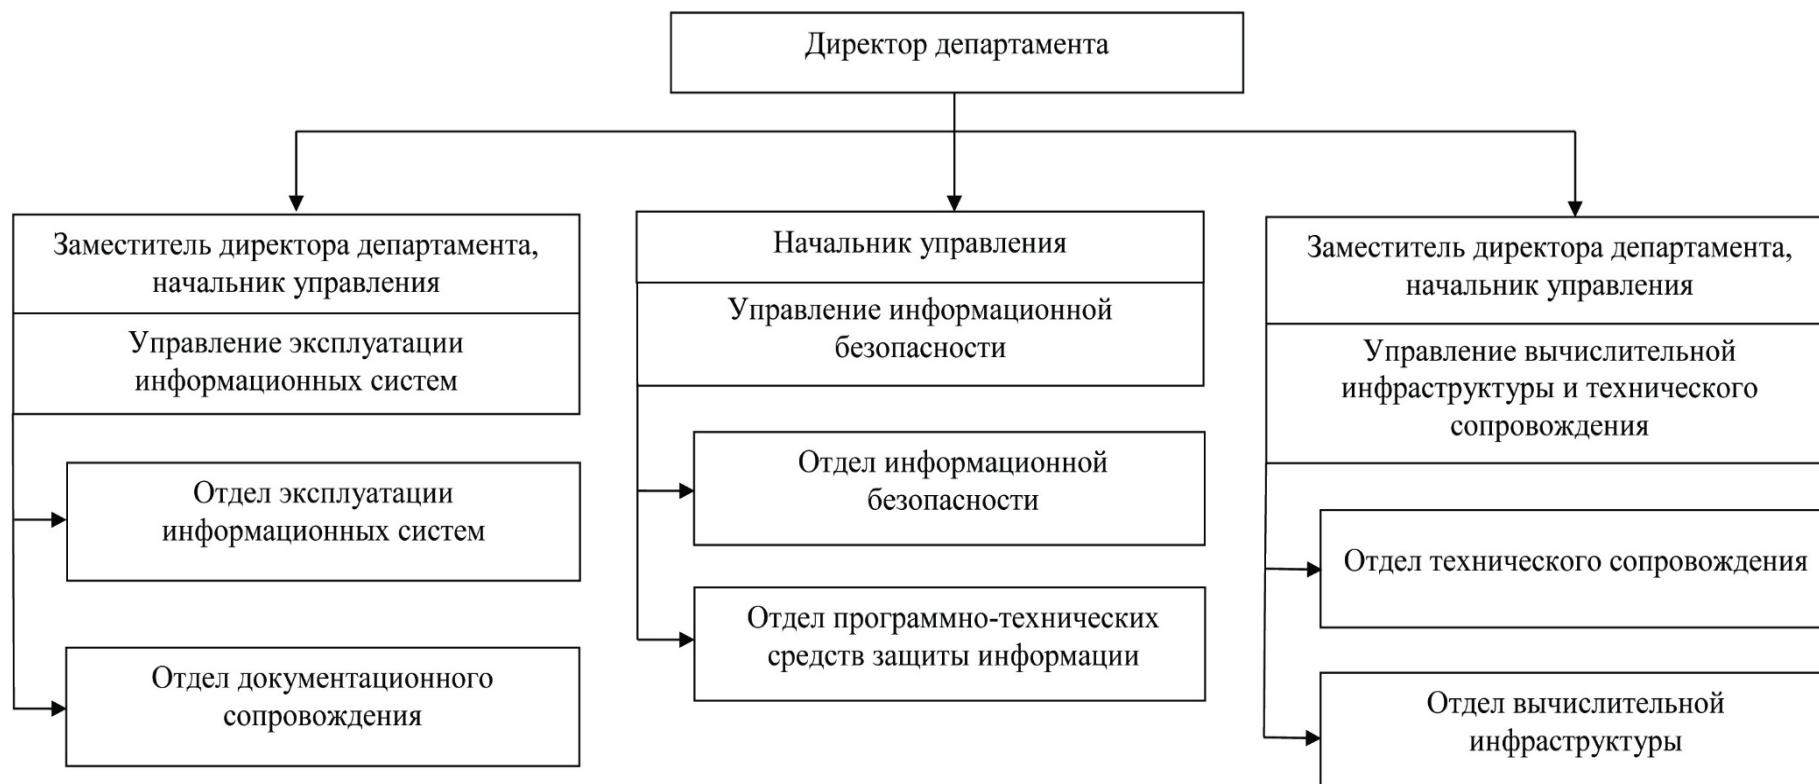 Директор департамента
Заместитель директора департамента,
начальник управления
Управление эксплуатации
информационных систем
Отдел эксплуатации
информационных систем
Отдел документационного
сопровождения
Начальник управления
Управление информационной
безопасности
Отдел информационной
безопасности
Отдел программно-технических
средств защиты информации
Заместитель директора департамента,
начальник управления
Управление вычислительной
инфраструктуры и технического
сопровождения
Отдел технического сопровождения
Отдел вычислительной
инфраструктуры